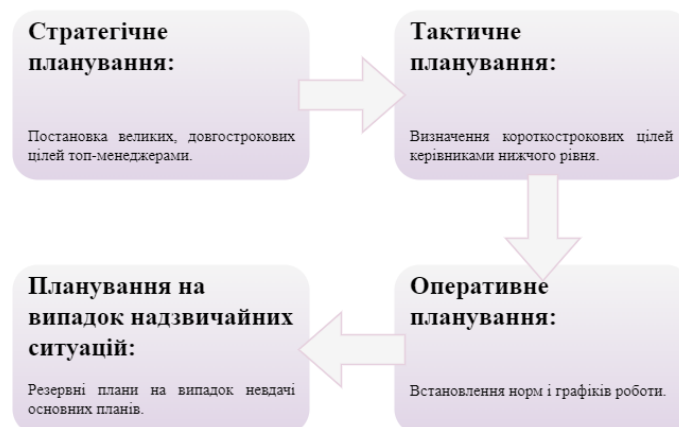 Стратегічне
планування:
Постановка великих, довгострокових
цілей топ-менеджерами.
Тактичне
планування:
Визначення короткострокових цілей
керівниками нижчого рівня.
Оперативне
планування:
Встановлення норм і графіків роботи.
Планування на
випадок надзвичайних
ситуацій:
Резервні плани на випадок невдачі
основних планів.